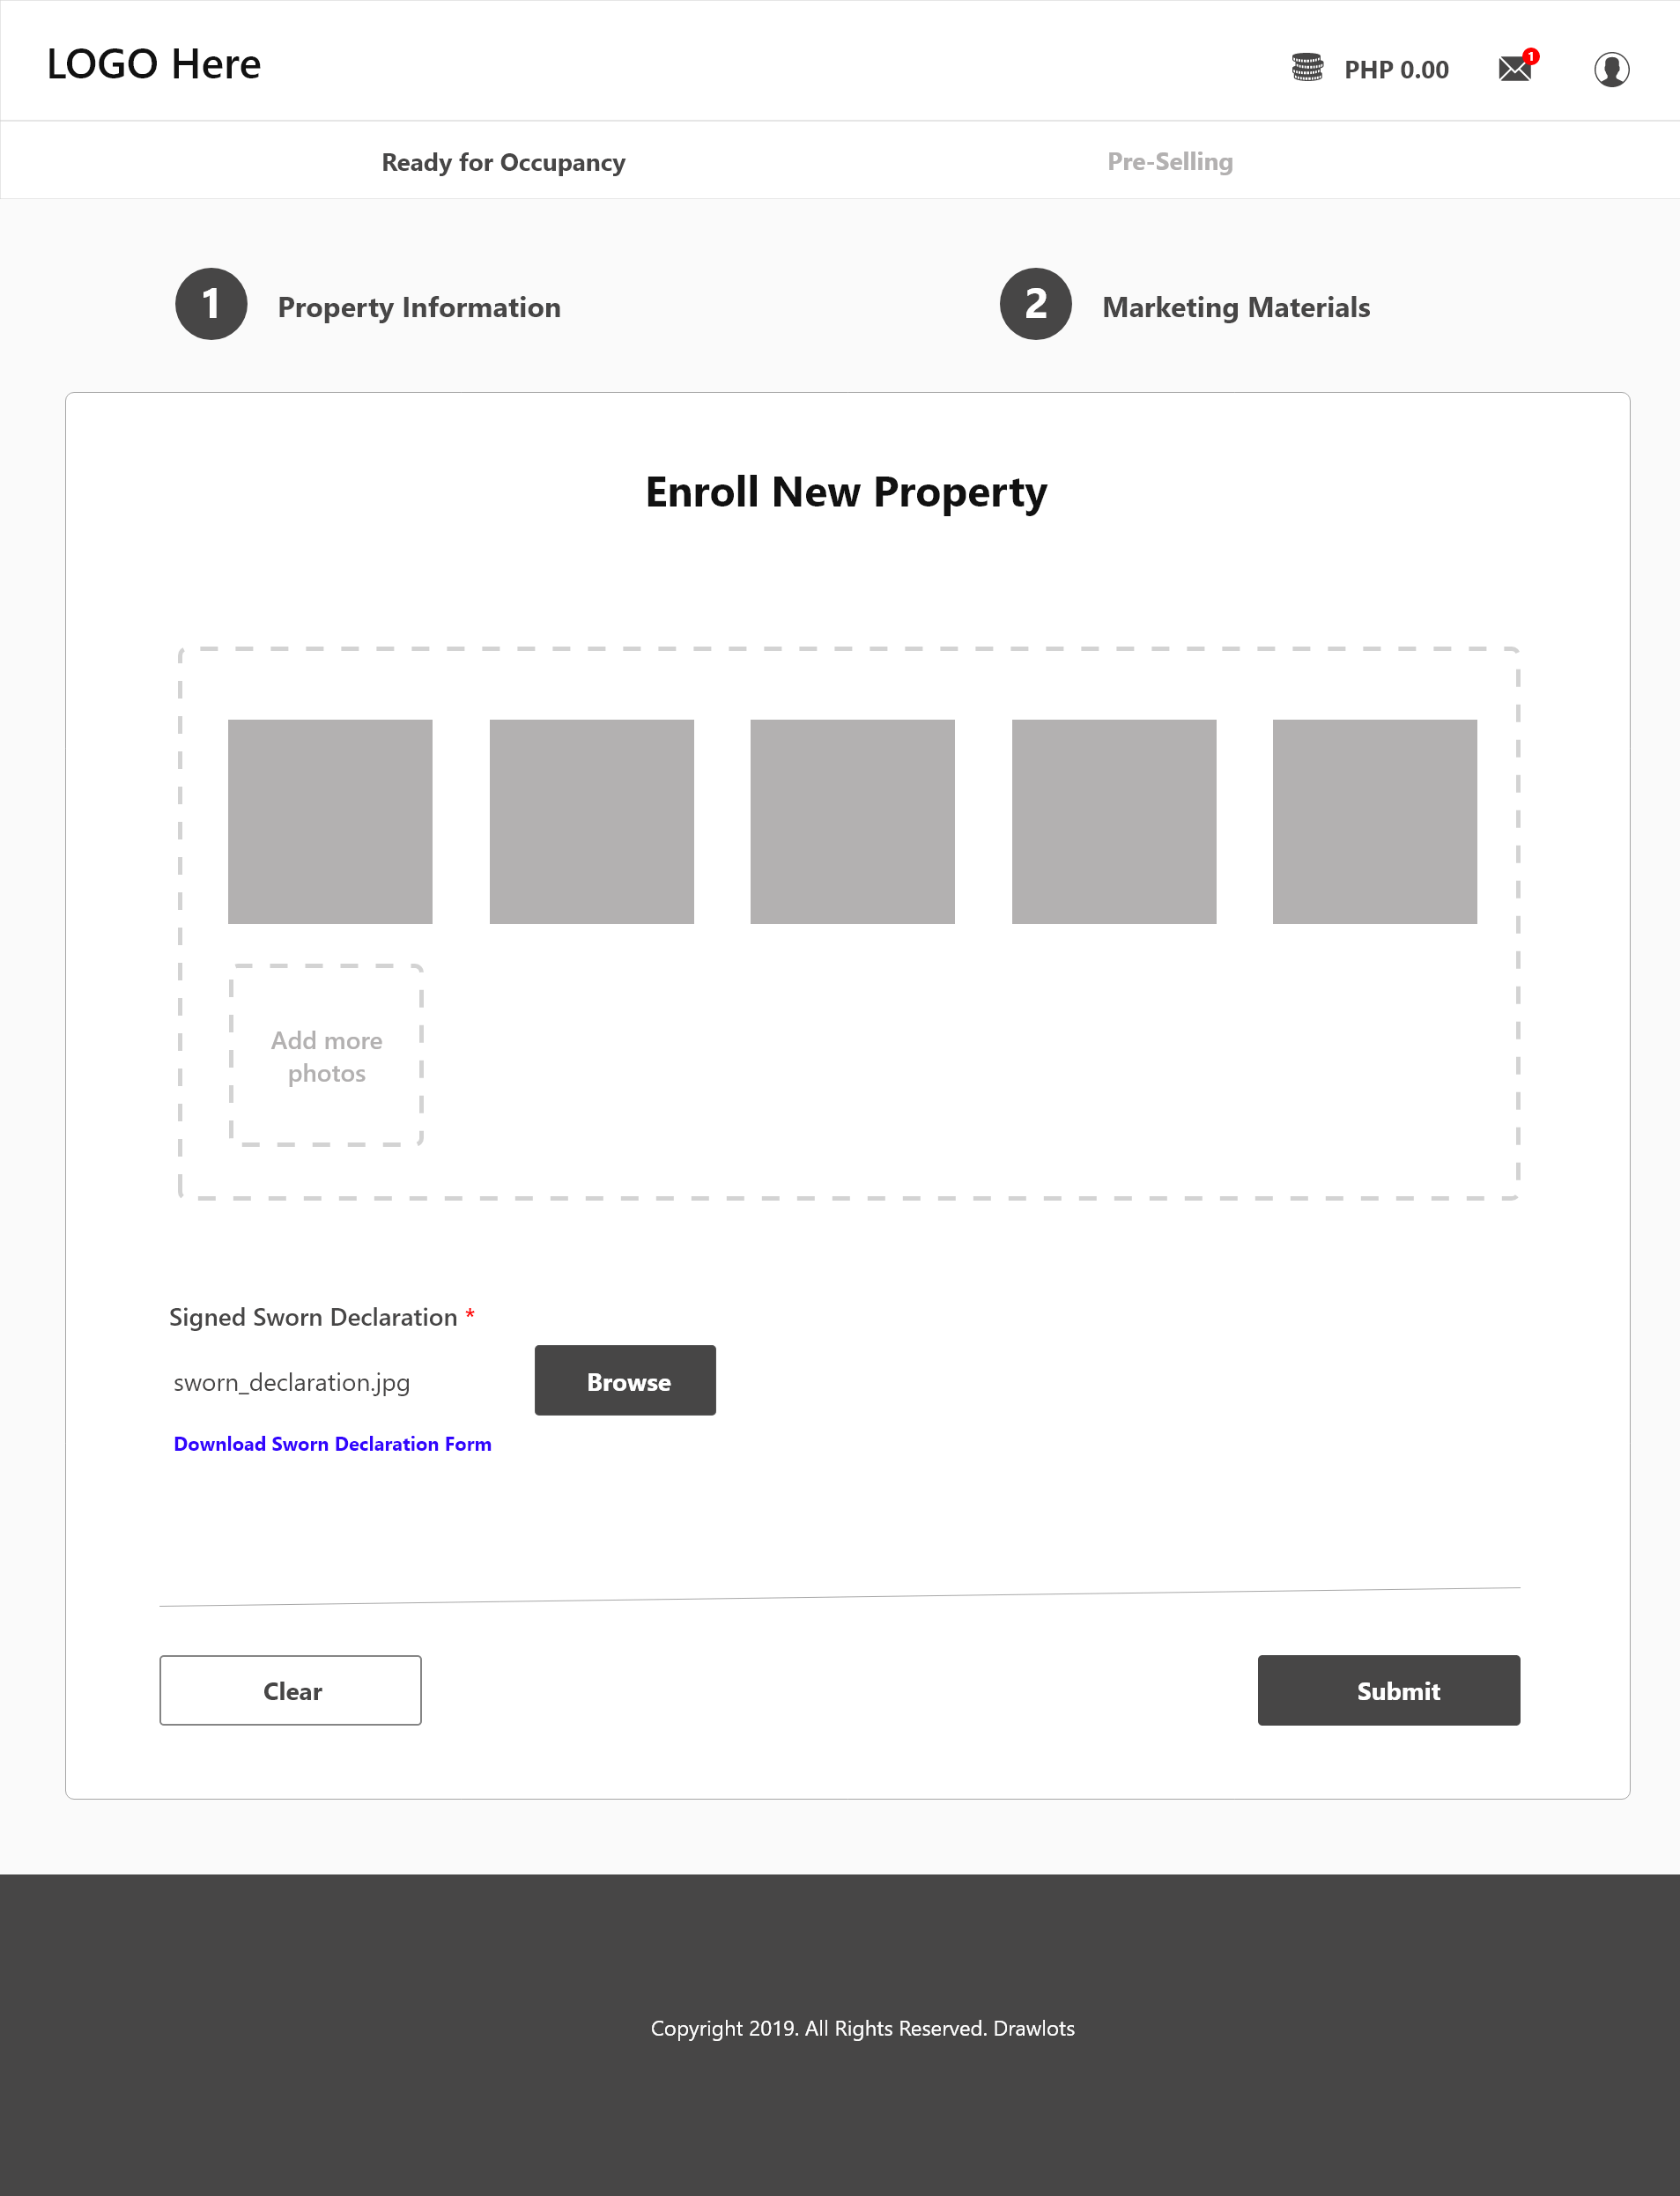 LOGO Here
PHP 0.00
1
Ready for Occupancy
Pre-Selling
1
Property Information
2
Marketing Materials
Enroll New Property
Add more
photos
Signed Sworn Declaration *
sworn_declaration.jpg
Browse
Download Sworn Declaration Form
Clear
Submit
Copyright 2019. All Rights Reserved. Drawlots